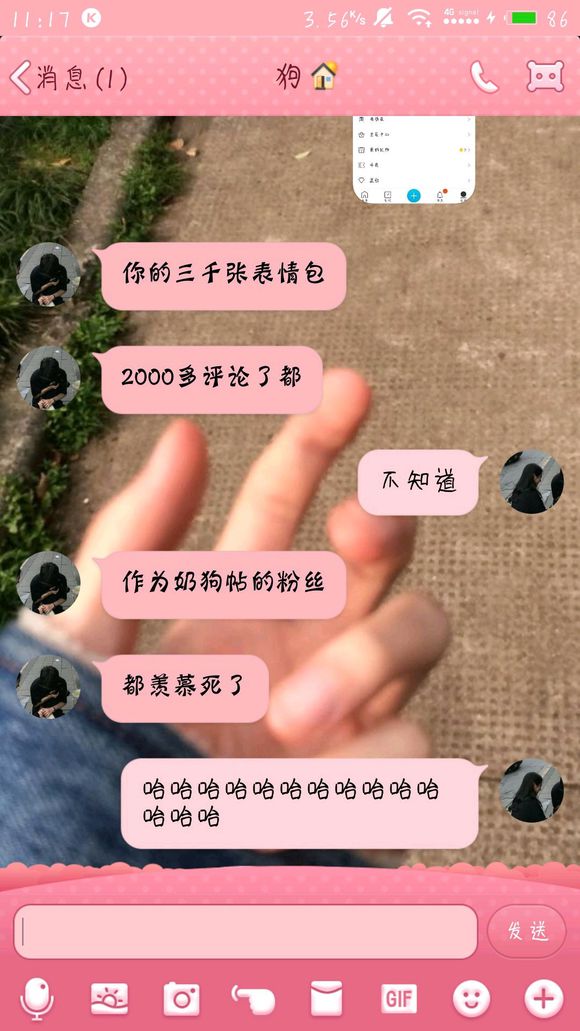 11:17
3.56K/s
4G signal
86
消息(1)
狗
你的三千张表情包
2000多评论了都
不知道
作为奶狗帖的粉丝
都羡慕死了
哈哈哈哈哈哈哈哈哈哈哈
哈哈哈
发送
GIF